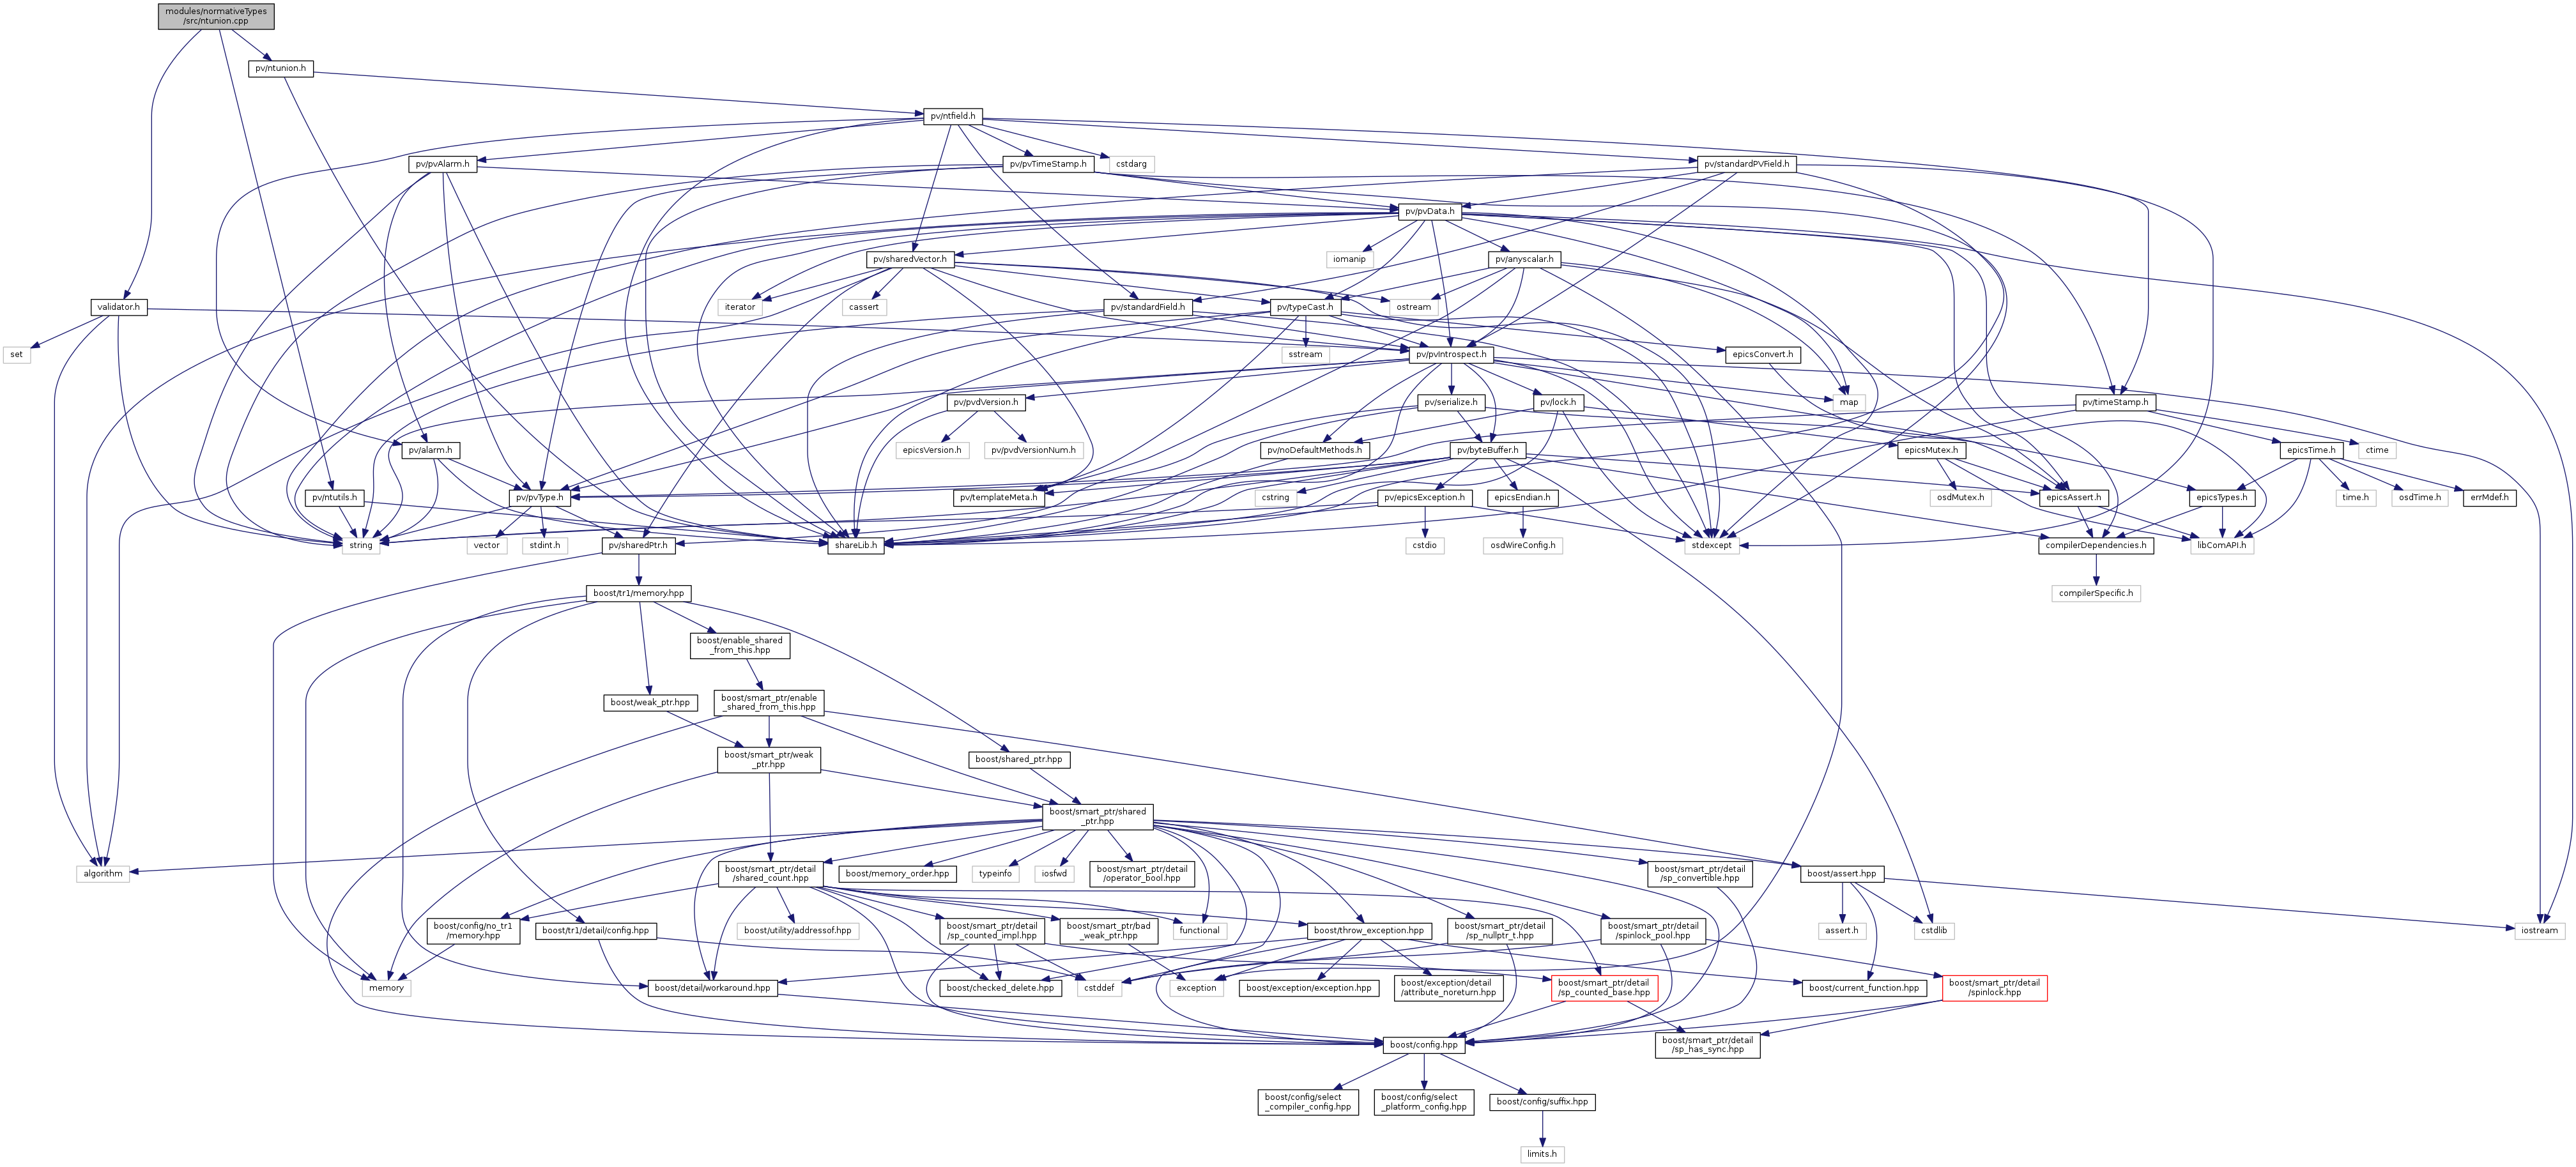 modules/normativeTypes
/src/ntunion.cpp
pv/ntunion.h
pv/ntfield.h
pv/pvAlarm.h
pv/pvTimeStamp.h
cstdarg
pv/standardPVField.h
pv/pvData.h
pv/sharedVector.h
iomanip
pv/anyscalar.h
validator.h
iterator
cassert
pv/standardField.h
pv/typeCast.h
ostream
set
sstream
pv/pvIntrospect.h
epicsConvert.h
pv/pvdVersion.h
pv/serialize.h
pv/lock.h
map
pv/timeStamp.h
pv/alarm.h
epicsVersion.h
pv/pvdVersionNum.h
pv/noDefaultMethods.h
pv/byteBuffer.h
epicsMutex.h
epicsTime.h
ctime
pv/ntutils.h
pv/pvType.h
pv/templateMeta.h
cstring
pv/epicsException.h
epicsEndian.h
osdMutex.h
epicsAssert.h
epicsTypes.h
time.h
osdTime.h
errMdef.h
string
vector
stdint.h
pv/sharedPtr.h
shareLib.h
cstdio
osdWireConfig.h
stdexcept
compilerDependencies.h
libComAPI.h
boost/tr1/memory.hpp
compilerSpecific.h
boost/enable_shared
_from_this.hpp
boost/weak_ptr.hpp
boost/smart_ptr/enable
_shared_from_this.hpp
boost/smart_ptr/weak
_ptr.hpp
boost/shared_ptr.hpp
boost/smart_ptr/shared
_ptr.hpp
algorithm
boost/smart_ptr/detail
/shared_count.hpp
boost/memory_order.hpp
typeinfo
iosfwd
boost/smart_ptr/detail
/operator_bool.hpp
boost/smart_ptr/detail
/sp_convertible.hpp
boost/assert.hpp
boost/config/no_tr1
/memory.hpp
boost/tr1/detail/config.hpp
boost/utility/addressof.hpp
boost/smart_ptr/detail
/sp_counted_impl.hpp
boost/smart_ptr/bad
_weak_ptr.hpp
functional
boost/throw_exception.hpp
boost/smart_ptr/detail
/sp_nullptr_t.hpp
boost/smart_ptr/detail
/spinlock_pool.hpp
assert.h
cstdlib
iostream
memory
boost/detail/workaround.hpp
boost/checked_delete.hpp
cstddef
exception
boost/exception/exception.hpp
boost/exception/detail
/attribute_noreturn.hpp
boost/smart_ptr/detail
/sp_counted_base.hpp
boost/current_function.hpp
boost/smart_ptr/detail
/spinlock.hpp
boost/config.hpp
boost/smart_ptr/detail
/sp_has_sync.hpp
boost/config/select
_compiler_config.hpp
boost/config/select
_platform_config.hpp
boost/config/suffix.hpp
limits.h